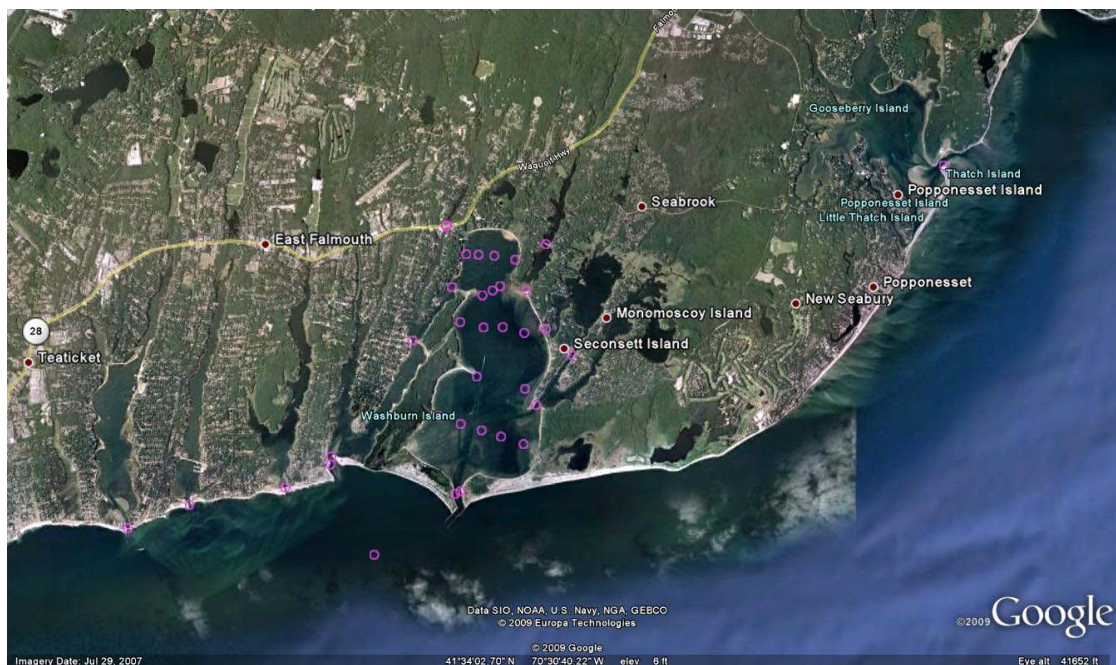 Falmou
Gooseberry Island
Waquoit Hwy
Thatch Island
Popponesset Island
Popponesset Island
Little Thatch Island
Seabrook
East Falmouth
Popponesset
New Seabury
Monomoscoy Island
28
Seconsett Island
Teaticket
Washburn Island
Data SIO, NOAA, U.S. Navy, NGA, GEBCO
© 2009 Europa Technologies
©2009 Google
© 2009 Google
Imagery Date: Jul 29, 2007 41°34'02.70" N 70°30'40.22" W elev 6 ft Eye alt 41652 ft